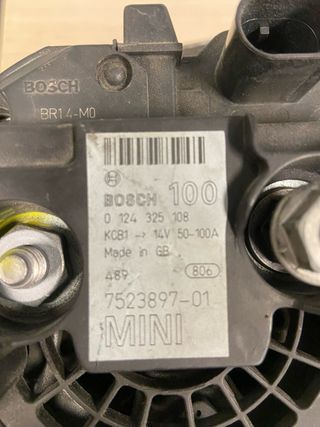 BOSCH
BR14-M0
BOSCH 100
0 124 325 108
KCB1 → 14V 50-100A
Made in GB
489 806
7523897-01
MINI